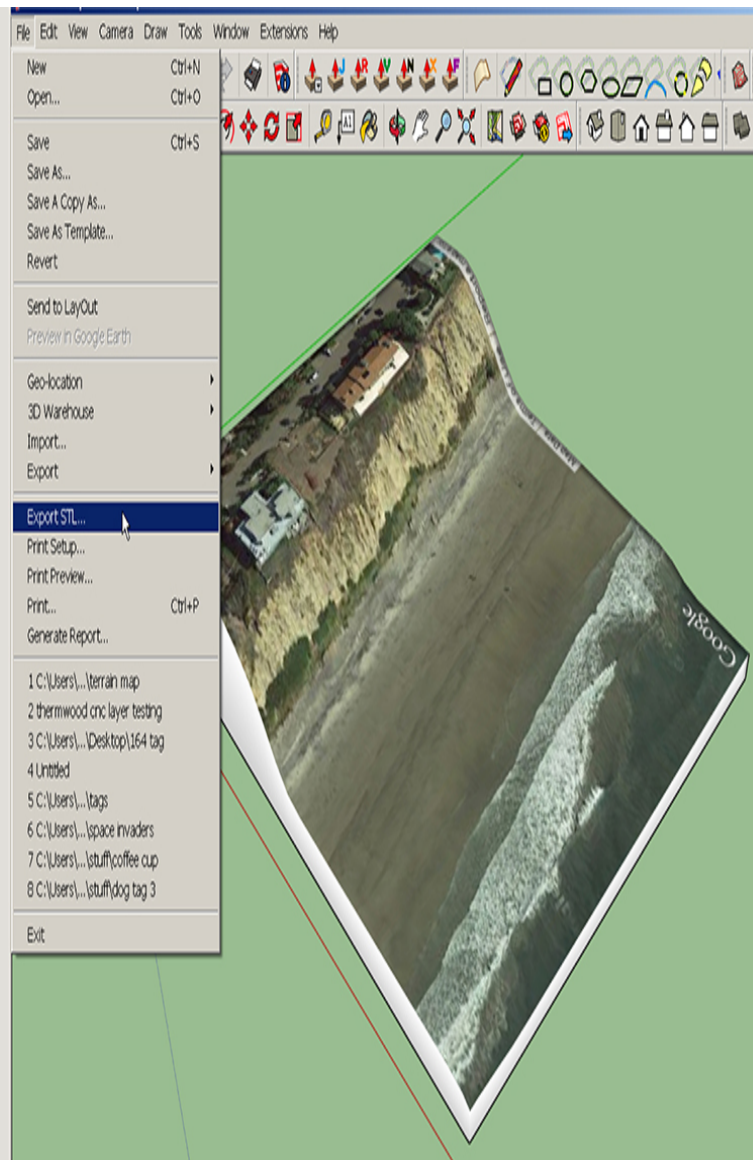 File Edit View Camera Draw Tools Window Extensions Help
New Ctrl+N
Open... Ctrl+O
Save Ctrl+S
Save As...
Save A Copy As...
Save As Template...
Revert
Send to LayOut
Preview in Google Earth
Geo-location
3D Warehouse
Import...
Export
Export STL...
Print Setup...
Print Preview...
Print... Ctrl+P
Generate Report...
1 C:\Users\...\terrain map
2 thermwood cnc layer testing
3 C:\Users\...\Desktop\164 tag
4 Untitled
5 C:\Users\...\tags
6 C:\Users\...\space invaders
7 C:\Users\...\stuff\coffee cup
8 C:\Users\...\stuff\dog tag 3
Exit
J R V N X F
A1
Google